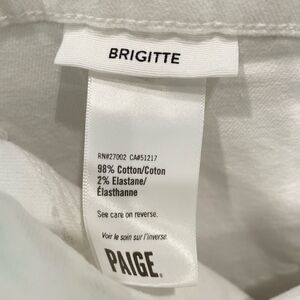 BRIGITTE
RN#27002 CA#51217
98% Cotton/Coton
2% Elastane/
Élasthanne
See care on reverse.
Voir le soin sur l'inverse.
PAIGE®